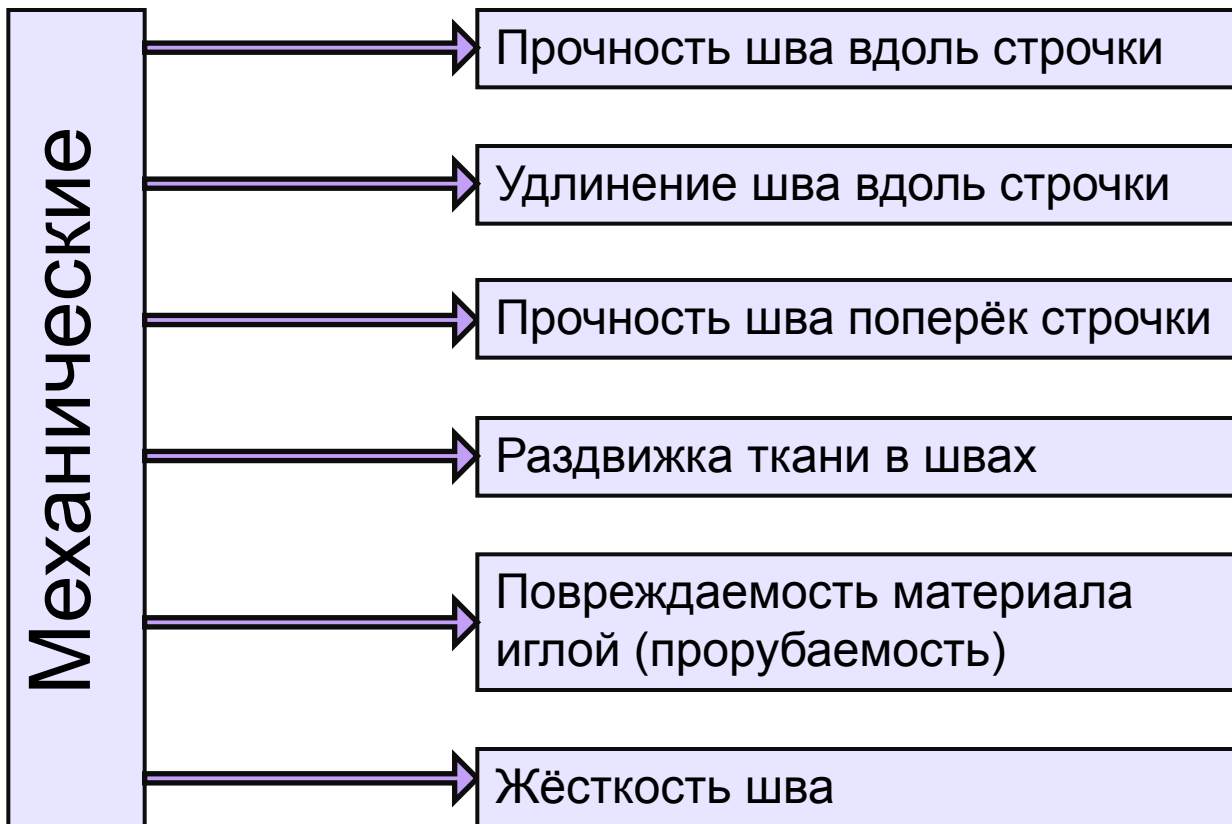 Механические
Прочность шва вдоль строчки
Удлинение шва вдоль строчки
Прочность шва поперёк строчки
Раздвижка ткани в швах
Повреждаемость материала
иглой (прорубаемость)
Жёсткость шва